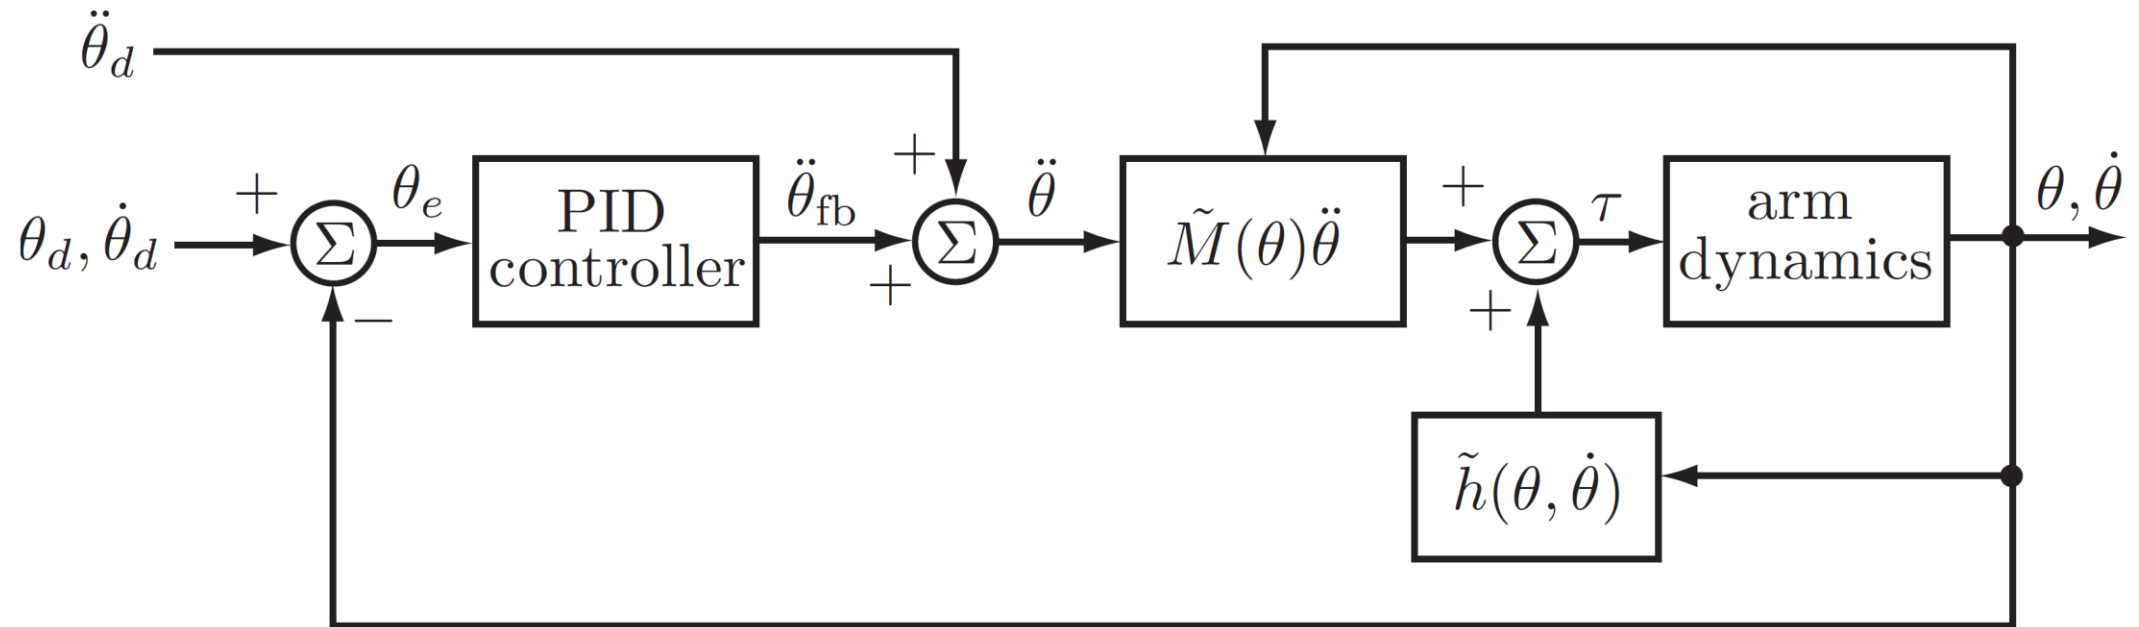 θ̈_d
θ_d, θ̇_d
+
−
Σ
θ_e
PID
controller
θ̈_fb
+
+
Σ
θ̈
M̃(θ)θ̈
+
+
Σ
τ
arm
dynamics
θ, θ̇
h̃(θ, θ̇)